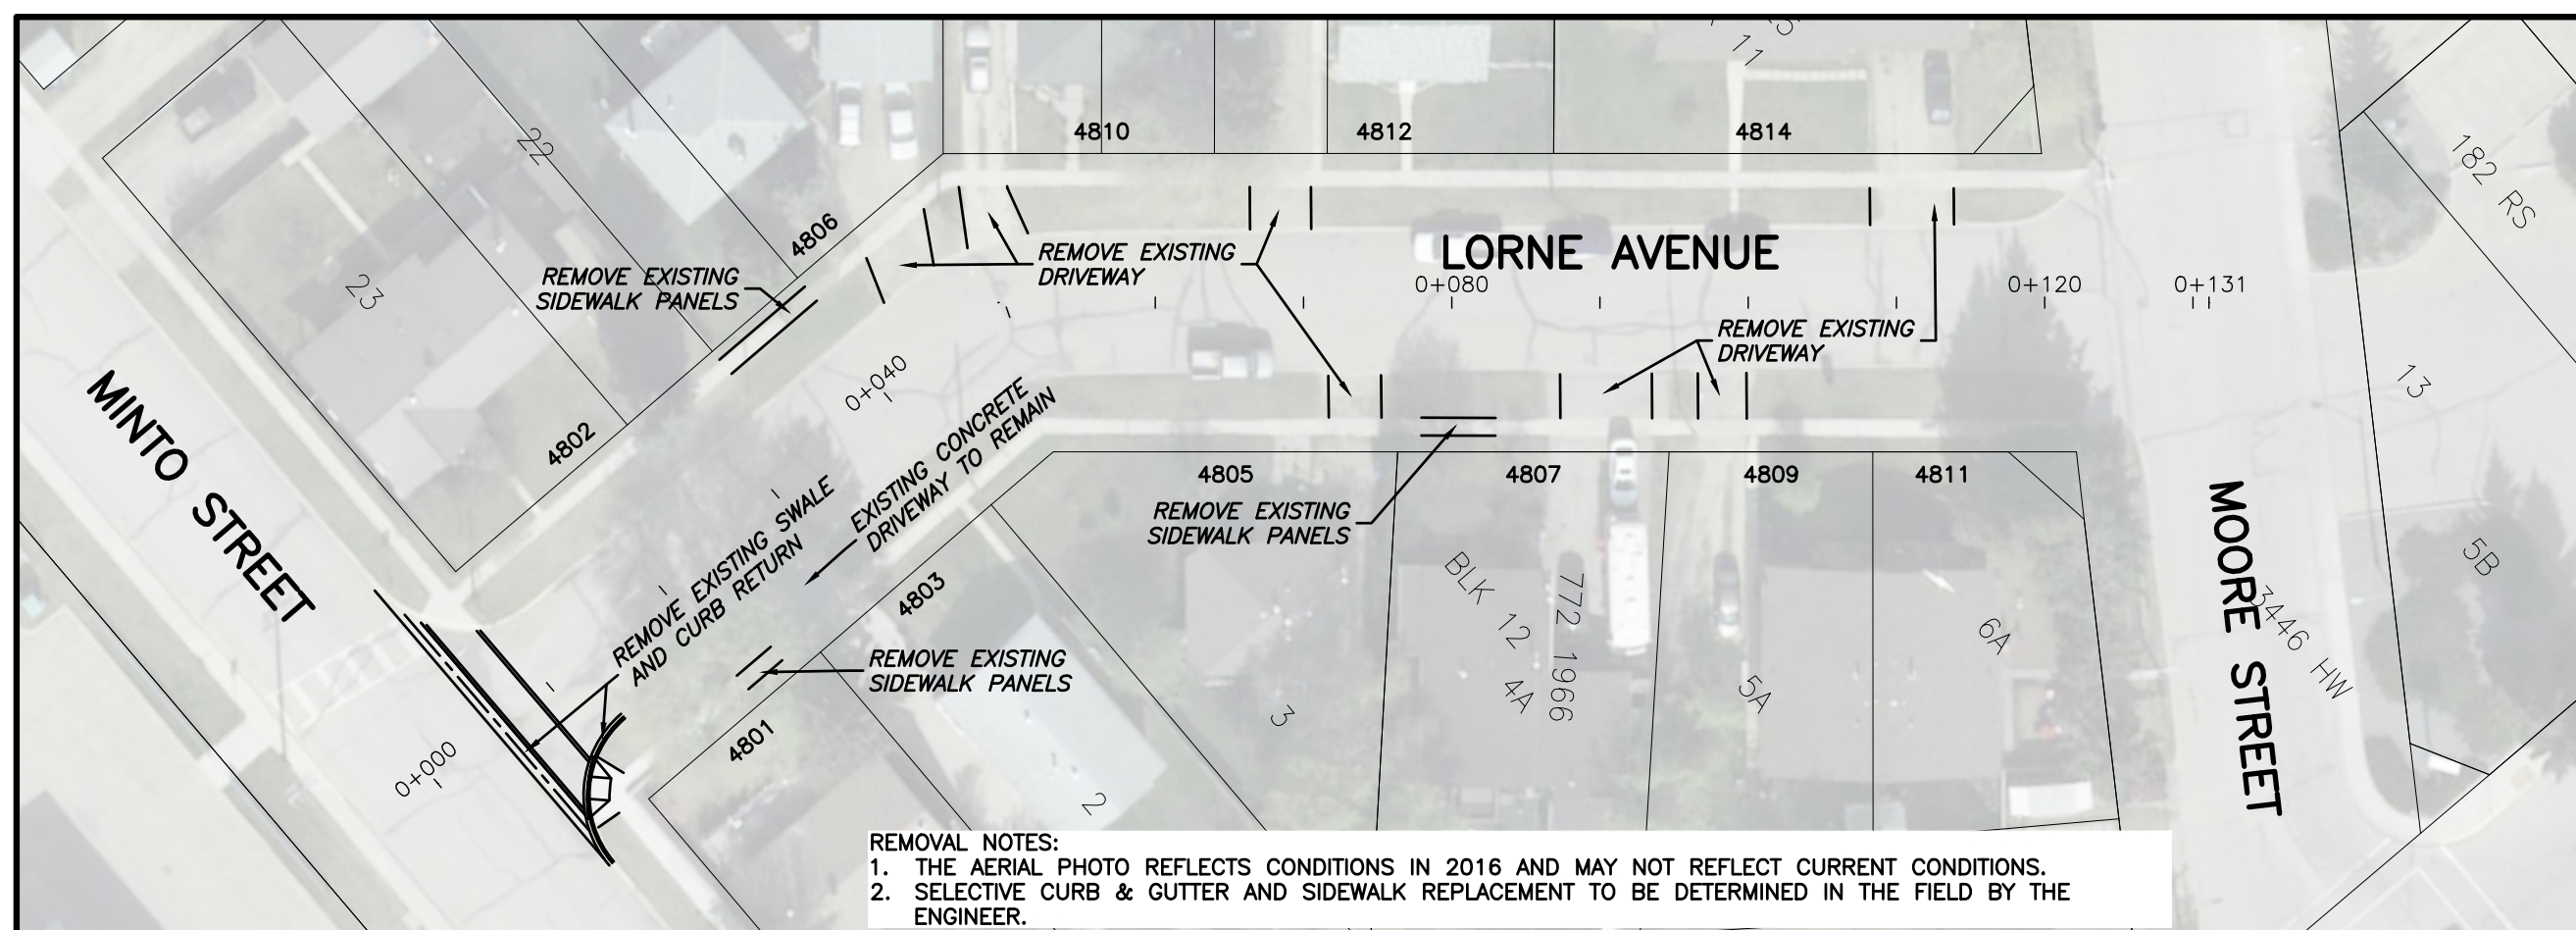 11
22
4810
4812
4814
182 RS
4806
REMOVE EXISTING
SIDEWALK PANELS
23
REMOVE EXISTING
DRIVEWAY
LORNE AVENUE
0+080
0+120
0+131
REMOVE EXISTING
DRIVEWAY
0+040
13
MINTO STREET
4802
EXISTING CONCRETE
DRIVEWAY TO REMAIN
4805
4807
4809
4811
REMOVE EXISTING
SIDEWALK PANELS
REMOVE EXISTING SWALE
AND CURB RETURN
4803
BLK 12
772 1966
4A
5A
6A
5B
MOORE STREET
3446 HW
REMOVE EXISTING
SIDEWALK PANELS
4801
3
2
0+000
REMOVAL NOTES:
1. THE AERIAL PHOTO REFLECTS CONDITIONS IN 2016 AND MAY NOT REFLECT CURRENT CONDITIONS.
2. SELECTIVE CURB & GUTTER AND SIDEWALK REPLACEMENT TO BE DETERMINED IN THE FIELD BY THE
ENGINEER.